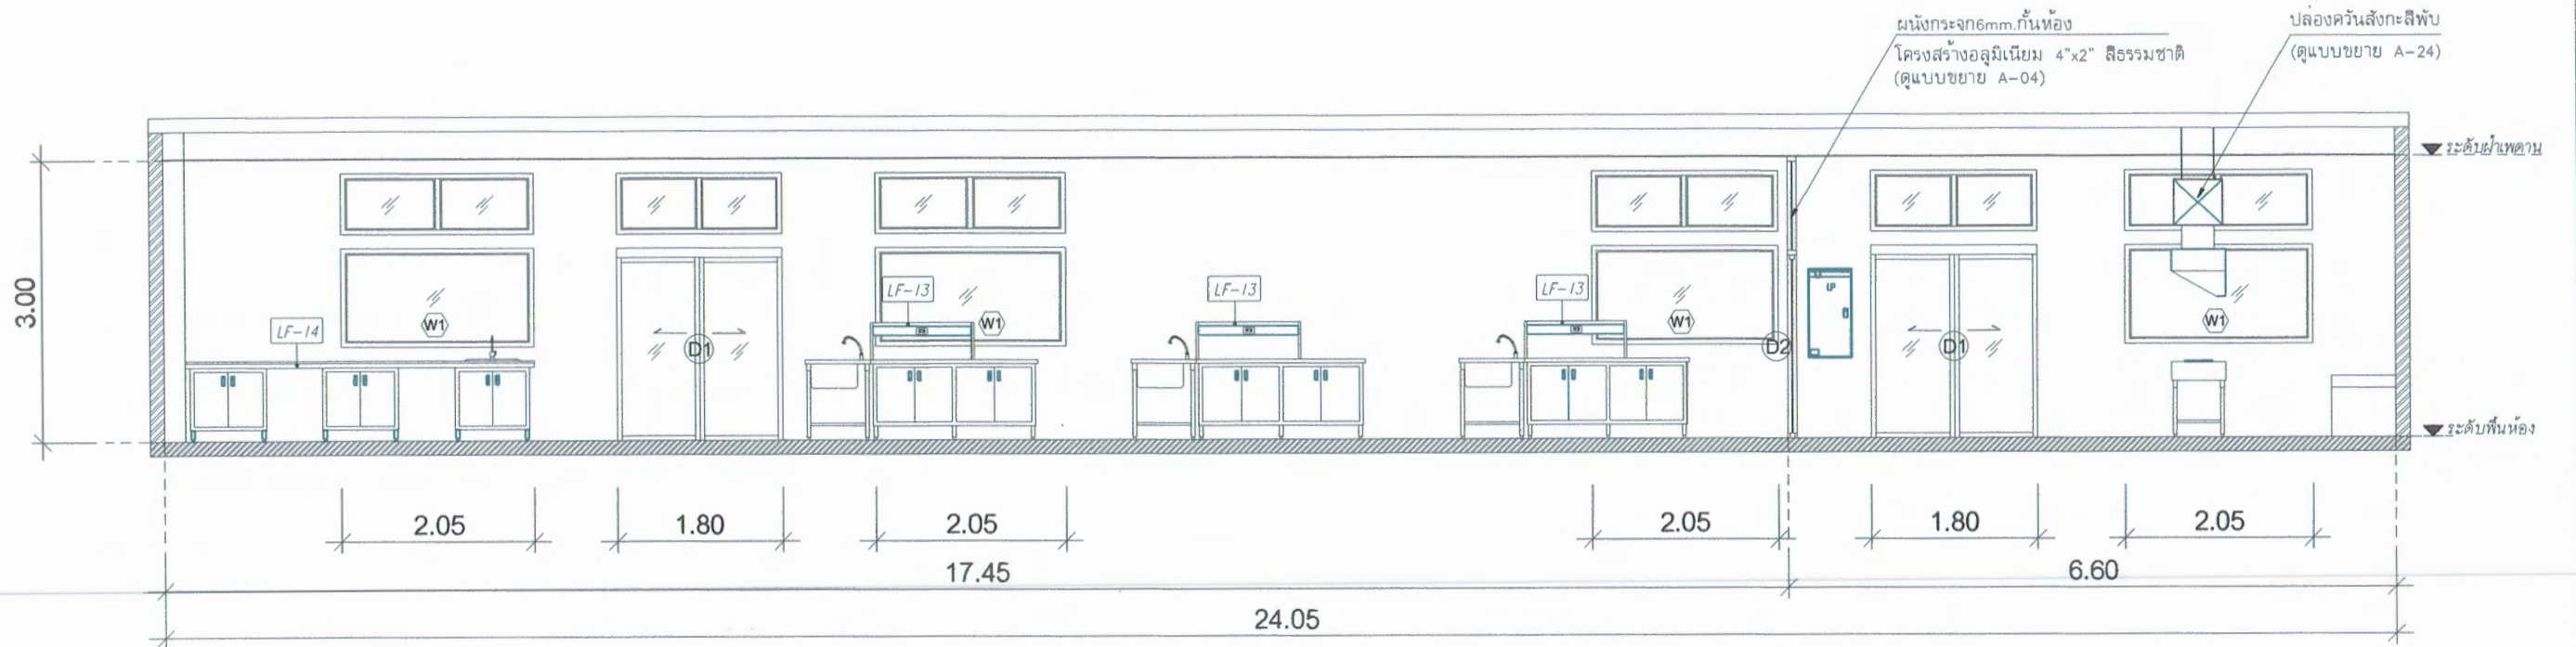 ผนังกระจก6mm.กั้นห้อง
โครงสร้างอลูมิเนียม 4"x2" สีธรรมชาติ
(ดูแบบขยาย A-04)
ปล่องควันสังกะสีพับ
(ดูแบบขยาย A-24)
ระดับฝ้าเพดาน
3.00
LF-14
W1
D1
LF-13
W1
LF-13
LF-13
W1
D2
LP
D1
W1
ระดับพื้นห้อง
2.05
1.80
2.05
2.05
1.80
2.05
17.45
6.60
24.05